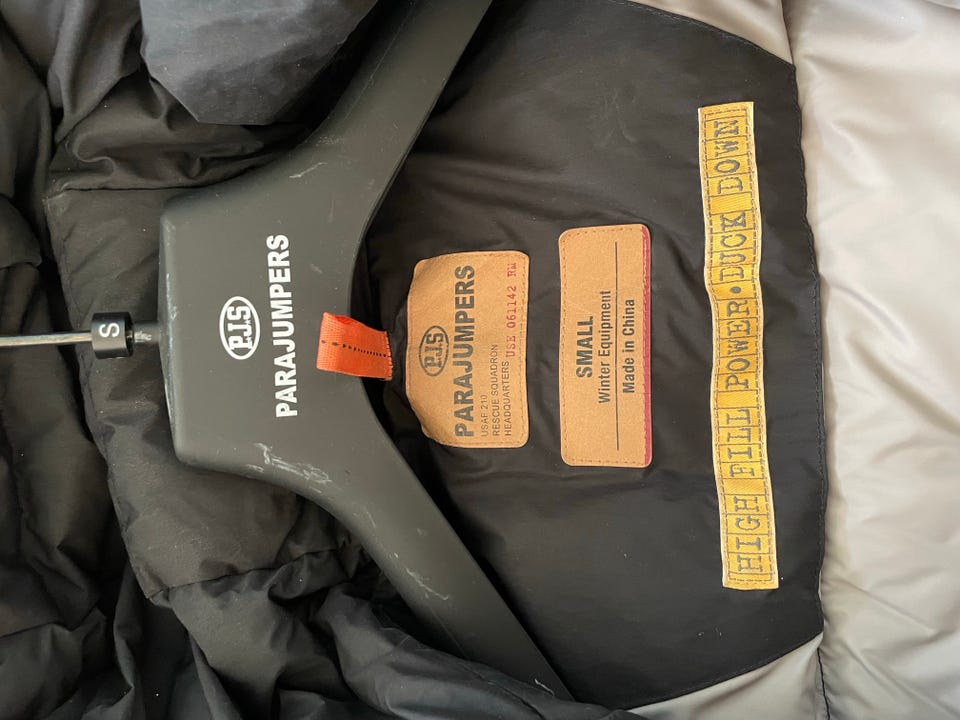 S
PJS
PARAJUMPERS
PJS
PARAJUMPERS
USAF 210
RESCUE SQUADRON
HEADQUARTERS USE 061142 RW
SMALL
Winter Equipment
Made in China
HIGH FILL POWER • DUCK DOWN